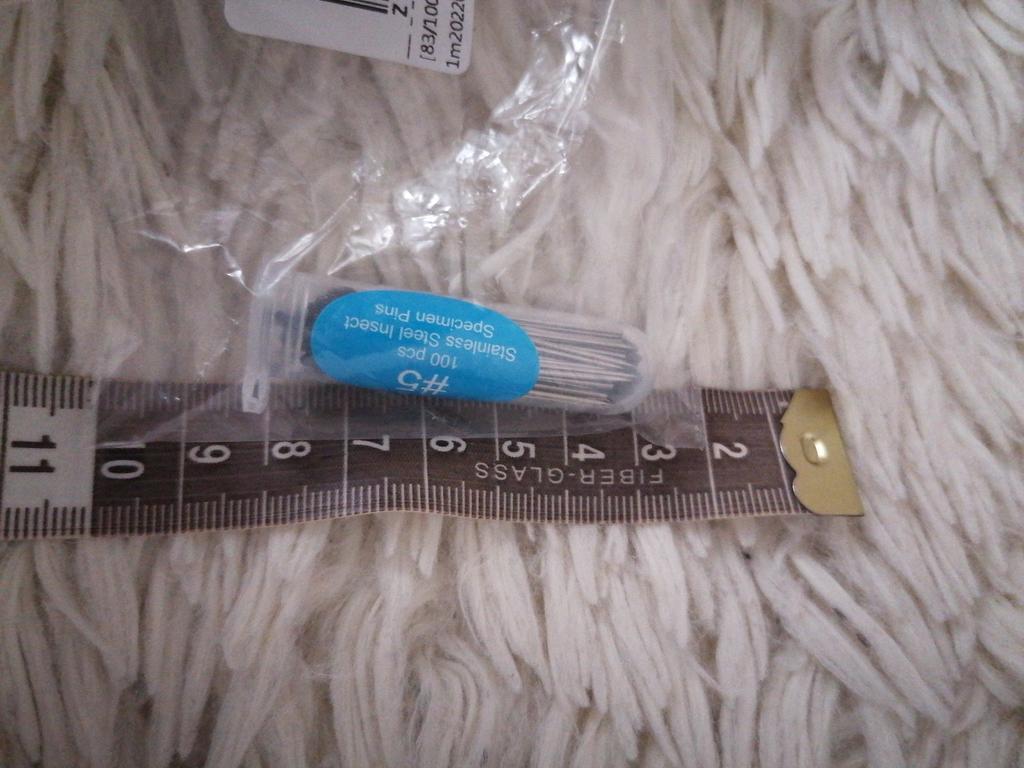 Z
[83/100
1m20220
#5
100 pcs
Stainless Steel Insect
Specimen Pins
FIBER-GLASS
2
3
4
5
6
7
8
9
10
11